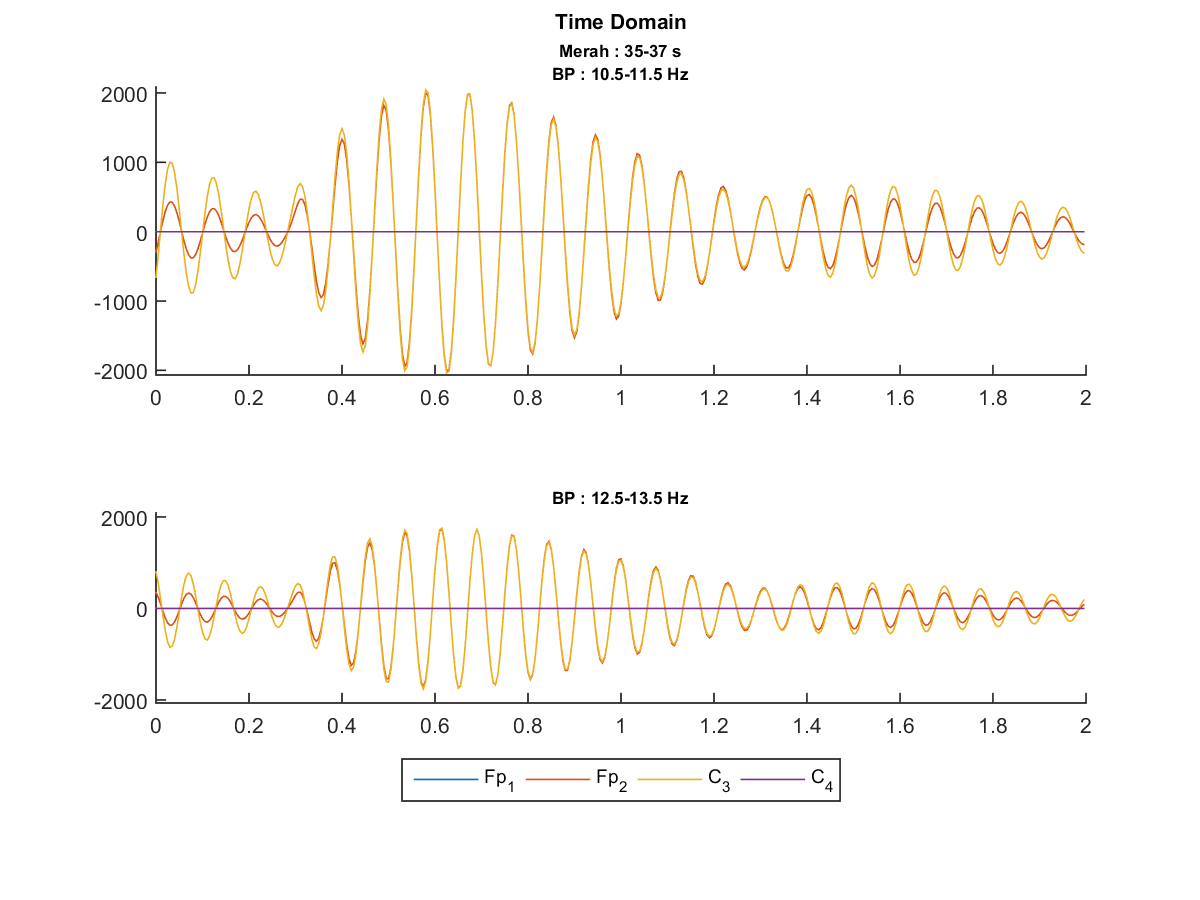 Time Domain
Merah : 35-37 s
BP : 10.5-11.5 Hz
2000
1000
0
-1000
-2000
0 0.2 0.4 0.6 0.8 1 1.2 1.4 1.6 1.8 2
BP : 12.5-13.5 Hz
2000
0
-2000
0 0.2 0.4 0.6 0.8 1 1.2 1.4 1.6 1.8 2
Fp1 Fp2 C3 C4